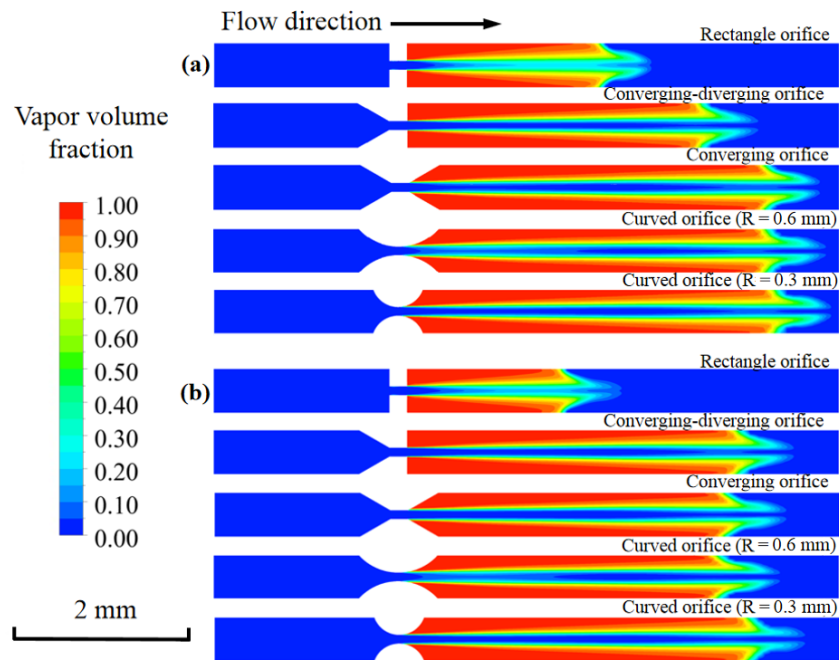 Flow direction
Rectangle orifice
(a)
Converging-diverging orifice
Converging orifice
Curved orifice (R = 0.6 mm)
Curved orifice (R = 0.3 mm)
Vapor volume
fraction
1.00
0.90
0.80
0.70
0.60
0.50
0.40
0.30
0.20
0.10
0.00
2 mm
Rectangle orifice
(b)
Converging-diverging orifice
Converging orifice
Curved orifice (R = 0.6 mm)
Curved orifice (R = 0.3 mm)